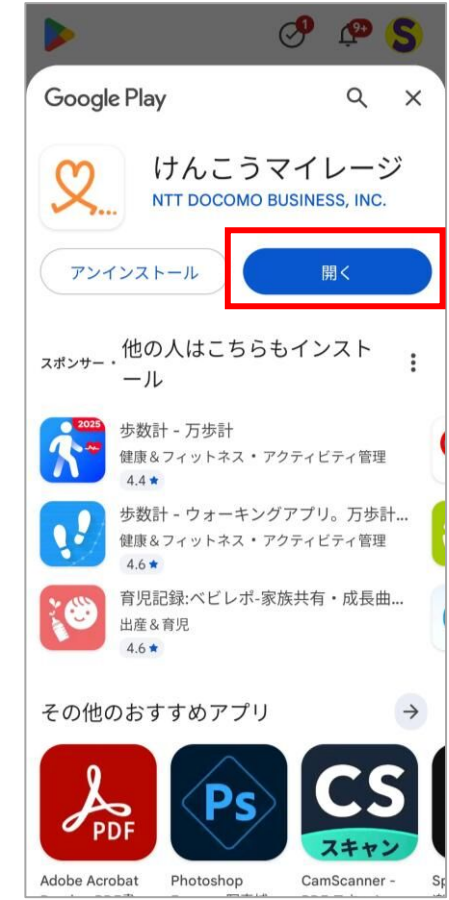 1
9+
S
Google Play
けんこうマイレージ
NTT DOCOMO BUSINESS, INC.
アンインストール
開く
スポンサー・
他の人はこちらもインスト
ール
2025
歩数計 - 万歩計
健康＆フィットネス・アクティビティ管理
4.4★
歩数計 - ウォーキングアプリ。万歩計...
健康＆フィットネス・アクティビティ管理
4.6★
育児記録:ベビレポ-家族共有・成長曲...
出産＆育児
4.6★
その他のおすすめアプリ
PDF
Ps
CS
スキャン
Adobe Acrobat
Photoshop
CamScanner -